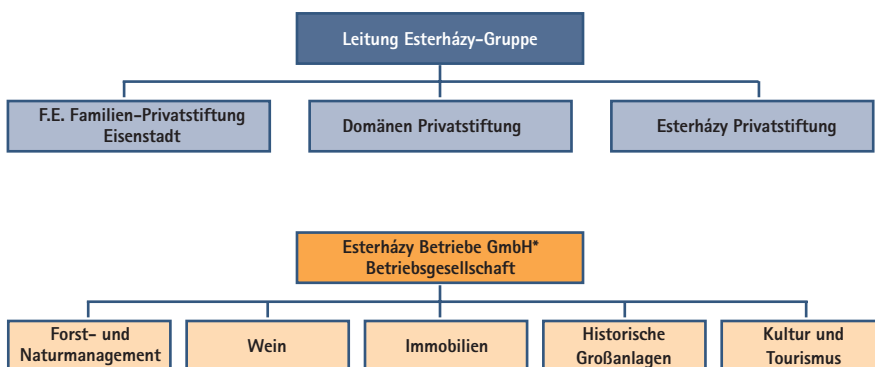 Leitung Esterházy-Gruppe
F.E. Familien-Privatstiftung
Eisenstadt
Domänen Privatstiftung
Esterházy Privatstiftung
Esterházy Betriebe GmbH*
Betriebsgesellschaft
Forst- und
Naturmanagement
Wein
Immobilien
Historische
Großanlagen
Kultur und
Tourismus